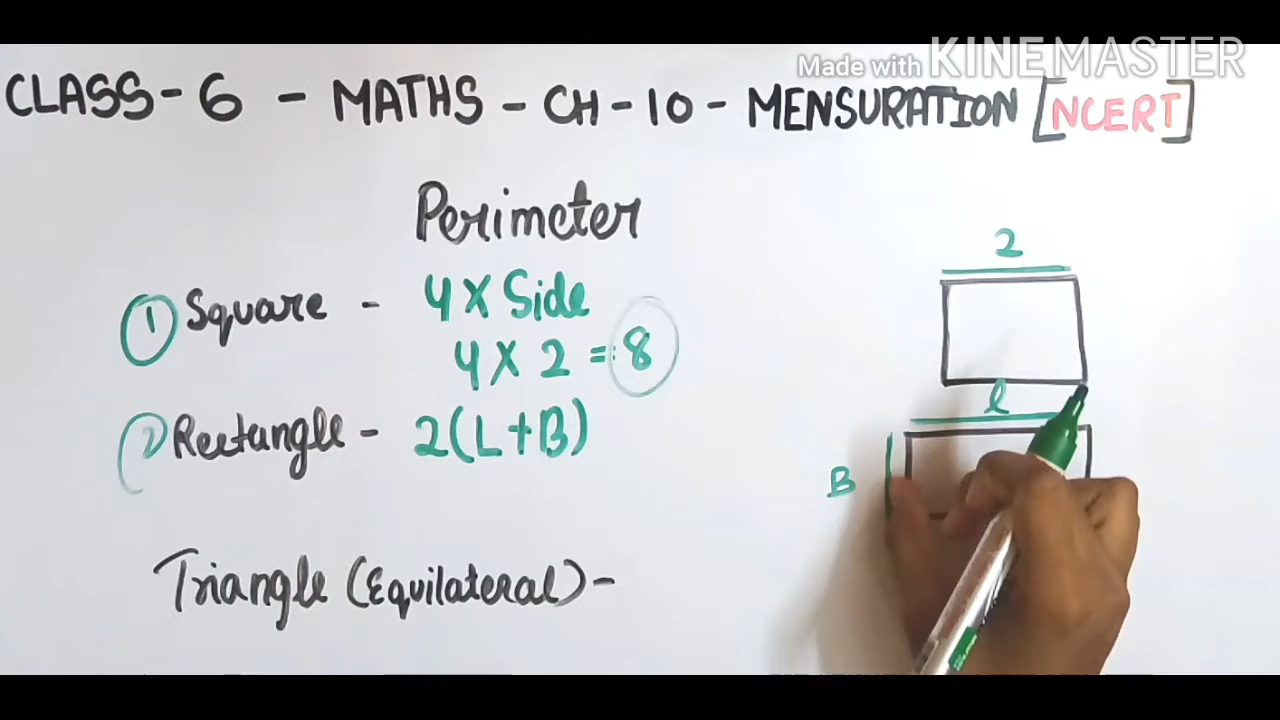 Made with KINEMASTER
CLASS-6 - MATHS - CH-10 - MENSURATION [NCERT]
Perimeter
① Square - 4 X Side
4 X 2 = 8
② Rectangle - 2(L+B)
Triangle (Equilateral) -
2
l
B